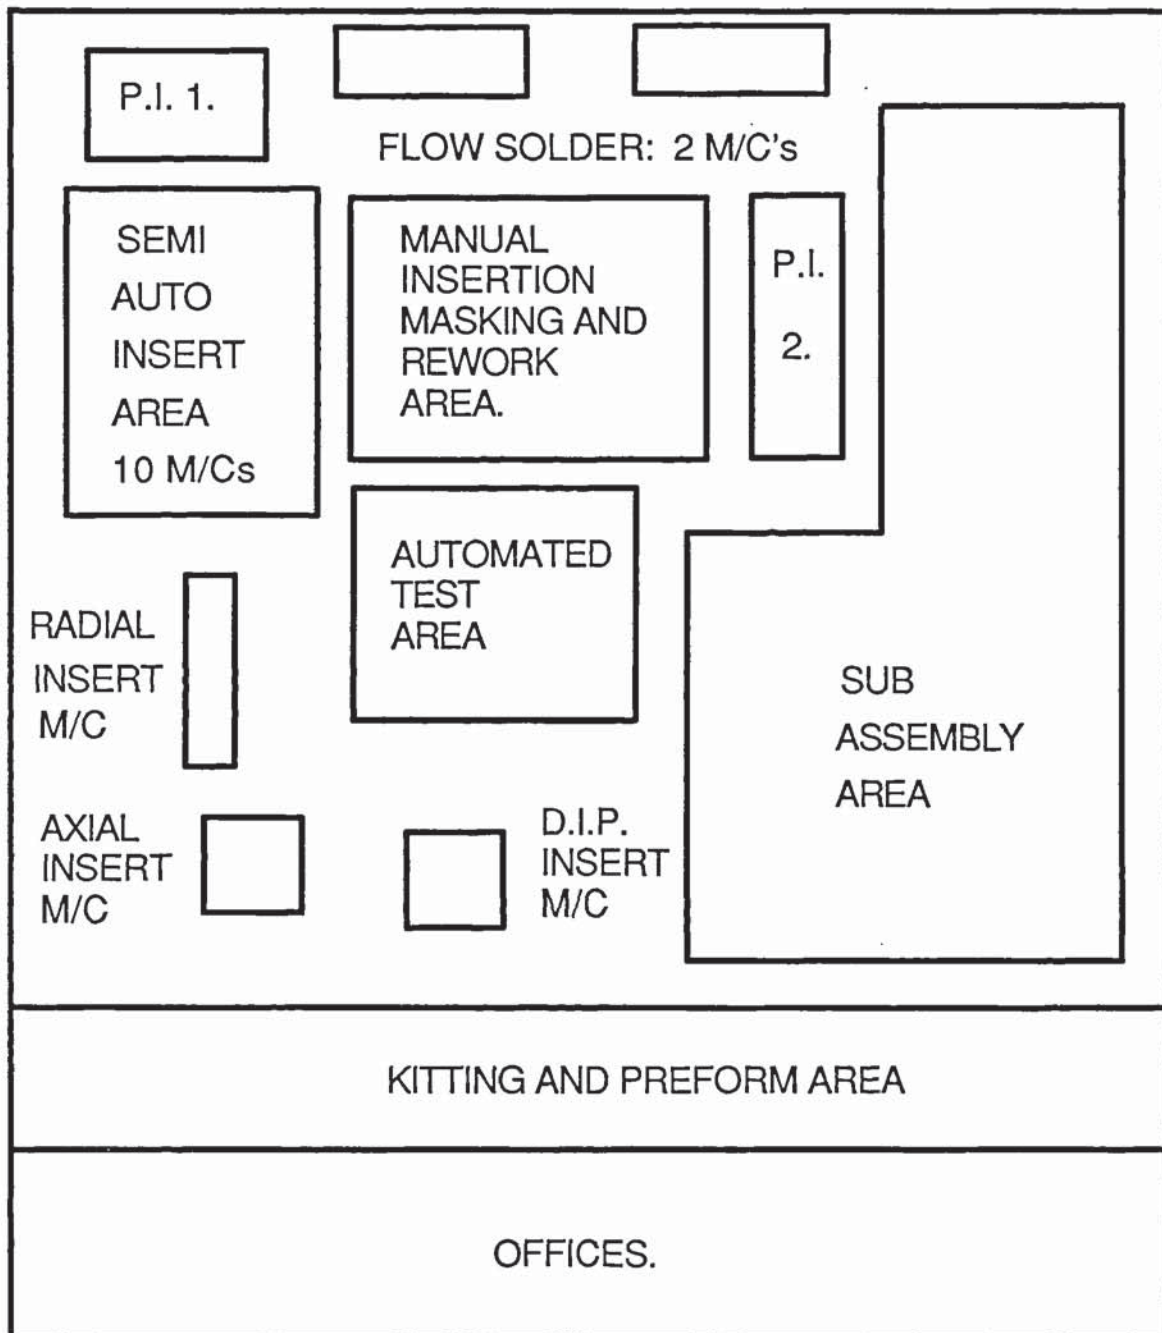 P.I. 1.
FLOW SOLDER: 2 M/C's
SEMI
AUTO
INSERT
AREA
10 M/Cs
MANUAL
INSERTION
MASKING AND
REWORK
AREA.
P.I.
2.
AUTOMATED
TEST
AREA
RADIAL
INSERT
M/C
SUB
ASSEMBLY
AREA
AXIAL
INSERT
M/C
D.I.P.
INSERT
M/C
KITTING AND PREFORM AREA
OFFICES.